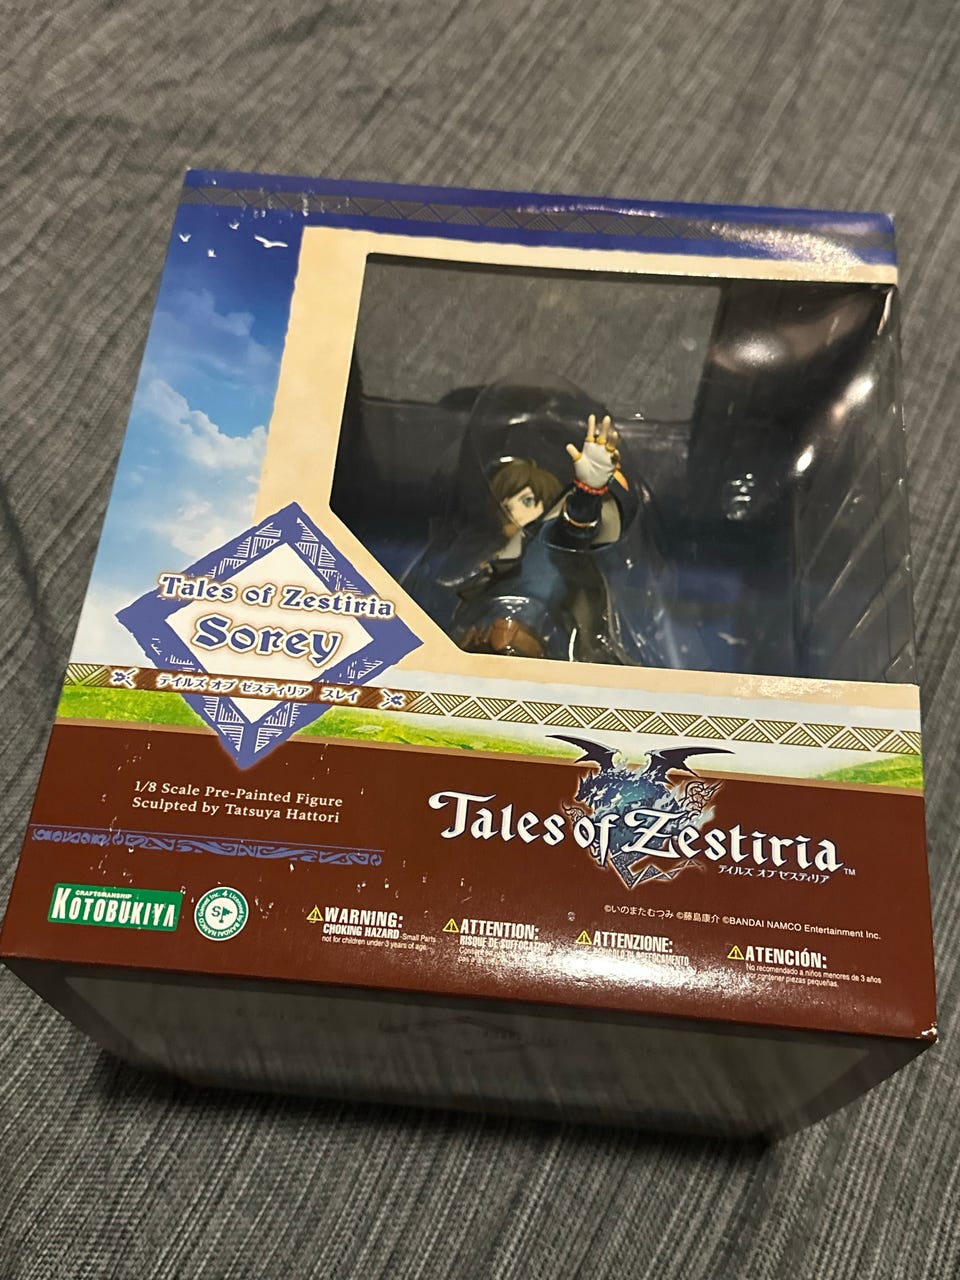 Tales of Zestiria
Sorey
テイルズ オブ ゼスティリア スレイ
1/8 Scale Pre-Painted Figure
Sculpted by Tatsuya Hattori
Tales of Zestiria™
テイルズ オブ ゼスティリア
CRAFTSMANSHIP
KOTOBUKIYA
©いのまたむつみ ©藤島康介 ©BANDAI NAMCO Entertainment Inc.
WARNING:
CHOKING HAZARD-Small Parts
not for children under 3 years of age.
ATTENTION:
RISQUE DE SUFFOCATION
ATTENZIONE:
ATENCIÓN:
No recomendado a niños menores de 3 años
por contener piezas pequeñas.